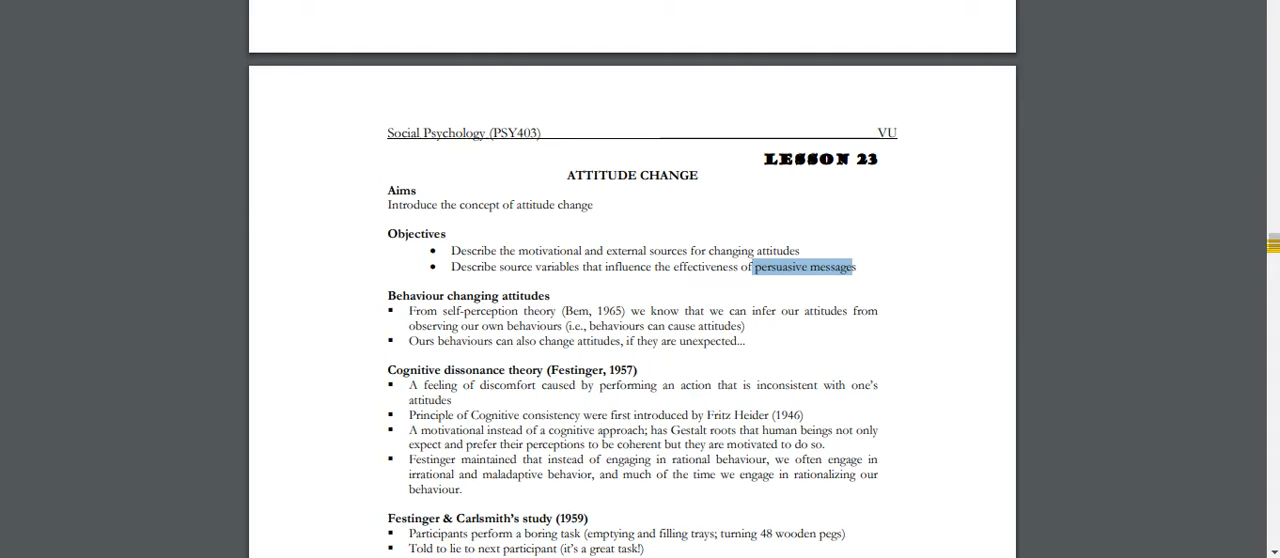 Social Psychology (PSY403) VU
LESSON 23
ATTITUDE CHANGE
Aims
Introduce the concept of attitude change
Objectives
• Describe the motivational and external sources for changing attitudes
• Describe source variables that influence the effectiveness of persuasive messages
Behaviour changing attitudes
▪ From self-perception theory (Bem, 1965) we know that we can infer our attitudes from
observing our own behaviours (i.e., behaviours can cause attitudes)
▪ Ours behaviours can also change attitudes, if they are unexpected...
Cognitive dissonance theory (Festinger, 1957)
▪ A feeling of discomfort caused by performing an action that is inconsistent with one's
attitudes
▪ Principle of Cognitive consistency were first introduced by Fritz Heider (1946)
▪ A motivational instead of a cognitive approach; has Gestalt roots that human beings not only
expect and prefer their perceptions to be coherent but they are motivated to do so.
▪ Festinger maintained that instead of engaging in rational behaviour, we often engage in
irrational and maladaptive behavior, and much of the time we engage in rationalizing our
behaviour.
Festinger & Carlsmith's study (1959)
▪ Participants perform a boring task (emptying and filling trays; turning 48 wooden pegs)
▪ Told to lie to next participant (it's a great task!)